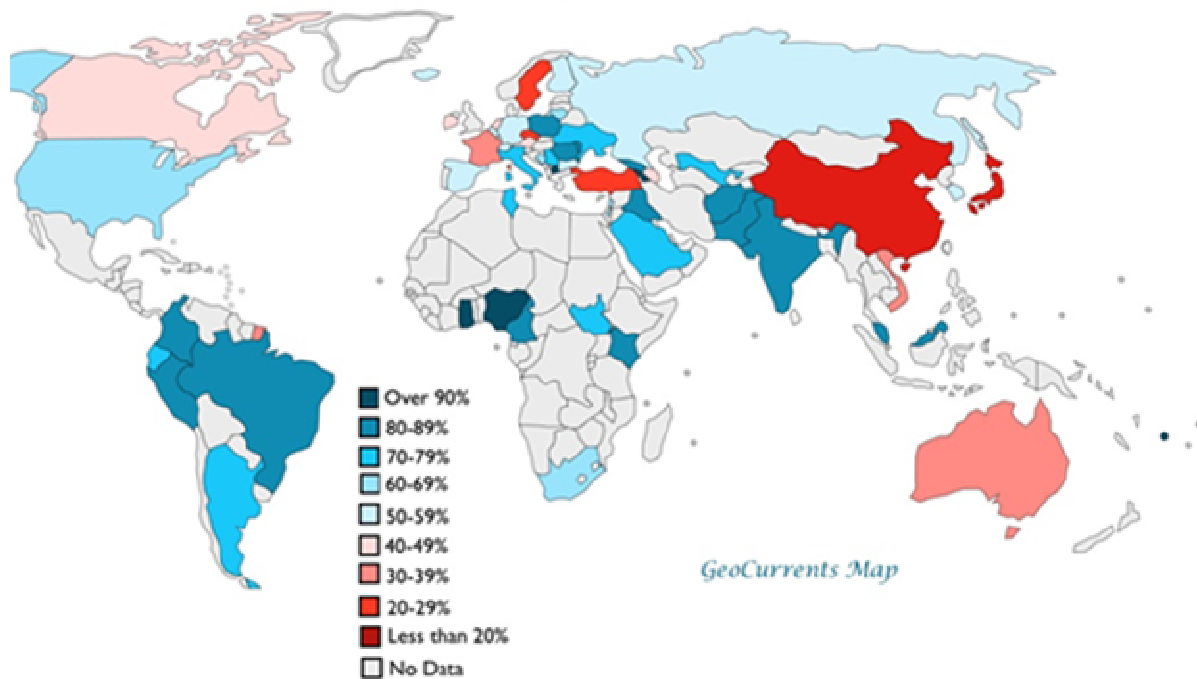 Over 90%
80-89%
70-79%
60-69%
50-59%
40-49%
30-39%
20-29%
Less than 20%
No Data
GeoCurrents Map